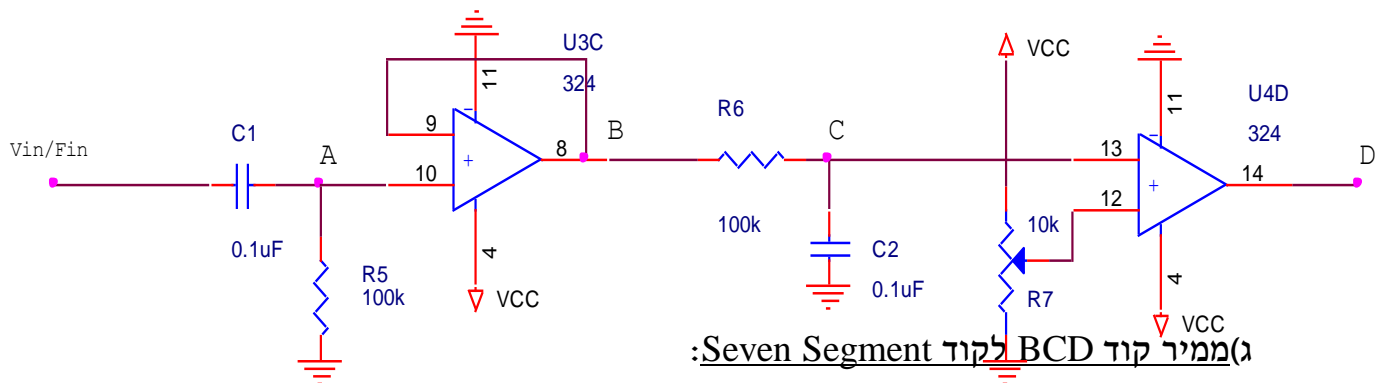 Vin/Fin
C1
0.1uF
A
R5
100k
9
10
11
U3C
324
8
4
VCC
B
R6
100k
C
C2
0.1uF
VCC
10k
R7
13
12
11
U4D
324
14
4
VCC
D
ג)ממיר קוד BCD לקוד Seven Segment: